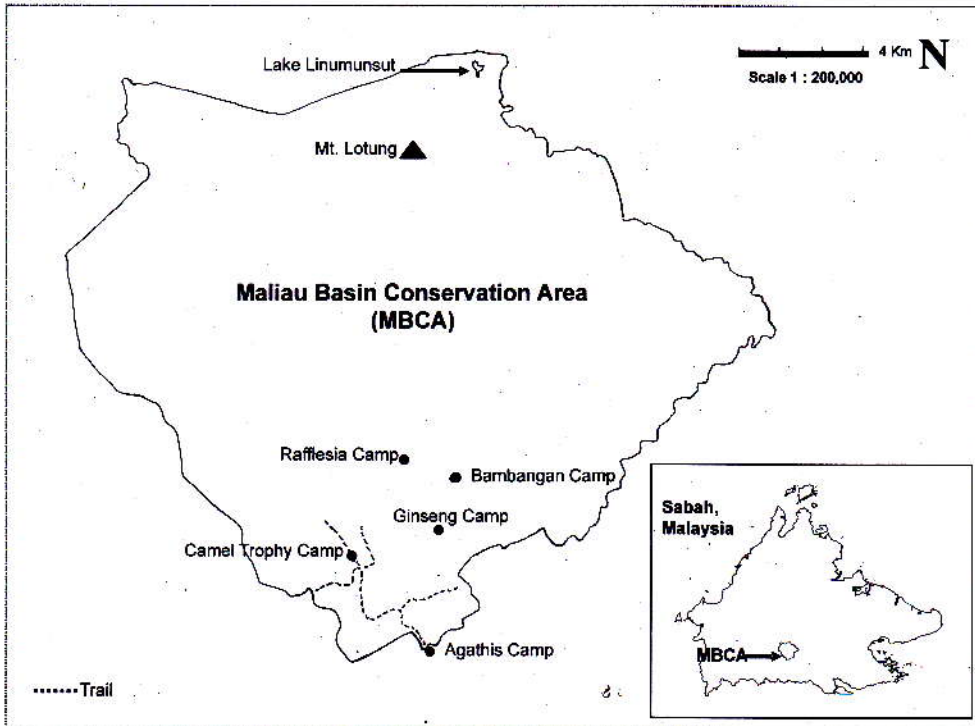 Lake Linumunsut
4 Km N
Scale 1 : 200,000
Mt. Lotung
Maliau Basin Conservation Area
(MBCA)
Rafflesia Camp
Bambangan Camp
Ginseng Camp
Camel Trophy Camp
Agathis Camp
Trail
Sabah,
Malaysia
MBCA